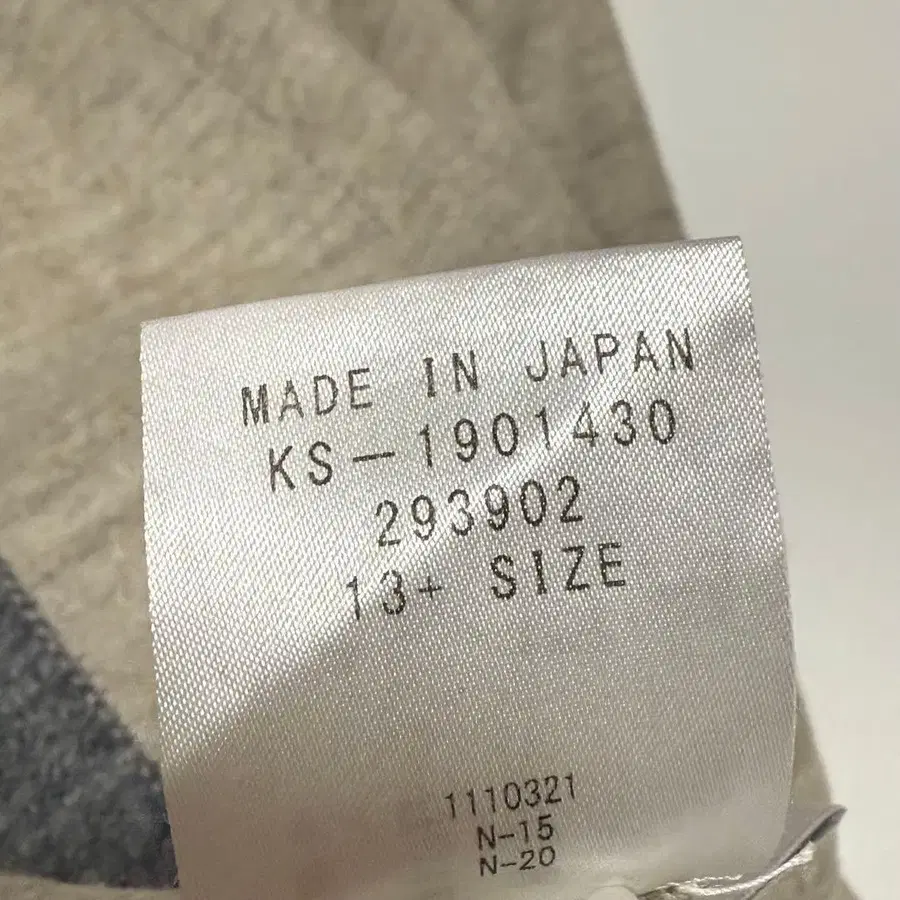 MADE IN JAPAN
KS-1901430
293902
13+ SIZE
1110321
N-15
N-20